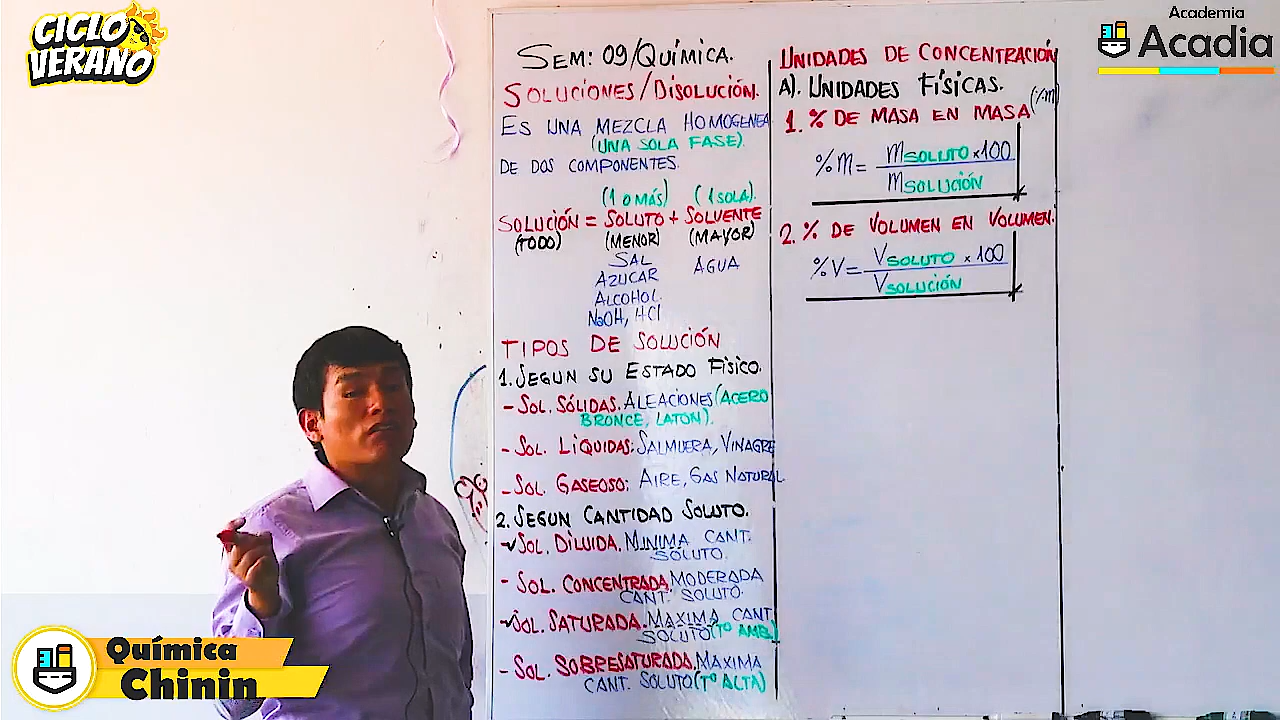 CICLO
VERANO
Academia
Acadia
SEM: 09/QUÍMICA.
SOLUCIONES/DISOLUCIÓN.
ES UNA MEZCLA HOMOGENEA
(UNA SOLA FASE).
DE DOS COMPONENTES.
(1 O MÁS) (1 SOLA).
SOLUCIÓN = SOLUTO + SOLVENTE
(TODO) (MENOR) (MAYOR)
SAL AGUA
AZUCAR
ALCOHOL.
NaOH, HCl
TIPOS DE SOLUCIÓN
1. SEGUN SU ESTADO FÍSICO.
- SOL. SÓLIDAS. ALEACIONES (ACERO
BRONCE, LATON).
- SOL. LÍQUIDAS: SALMUERA, VINAGRE
- SOL. GASEOSO: AIRE, GAS NATURAL.
2. SEGUN CANTIDAD SOLUTO.
SOL. DILUIDA. MINIMA CANT.
SOLUTO.
- SOL. CONCENTRADA. MODERADA
CANT. SOLUTO.
SOL. SATURADA. MAXIMA CANT.
SOLUTO (T° AMB.)
- SOL. SOBRESATURADA. MAXIMA
CANT. SOLUTO (T° ALTA)
UNIDADES DE CONCENTRACIÓN
A). UNIDADES FÍSICAS.
1. % DE MASA EN MASA
%M = MSOLUTO × 100
MSOLUCIÓN
2. % DE VOLUMEN EN VOLUMEN.
%V = VSOLUTO × 100
VSOLUCIÓN
Química
Chinin